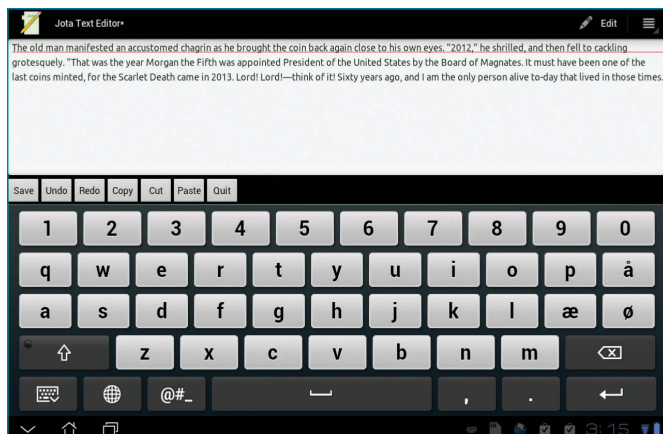 Jota Text Editor•
Edit
The old man manifested an accustomed chagrin as he brought the coin back again close to his own eyes. "2012," he shrilled, and then fell to cackling
grotesquely. "That was the year Morgan the Fifth was appointed President of the United States by the Board of Magnates. It must have been one of the
last coins minted, for the Scarlet Death came in 2013. Lord! Lord!—think of it! Sixty years ago, and I am the only person alive to-day that lived in those times.
Save Undo Redo Copy Cut Paste Quit
1 2 3 4 5 6 7 8 9 0
q w e r t y u i o p å
a s d f g h j k l æ ø
z x c v b n m
@#_ , .
3:15